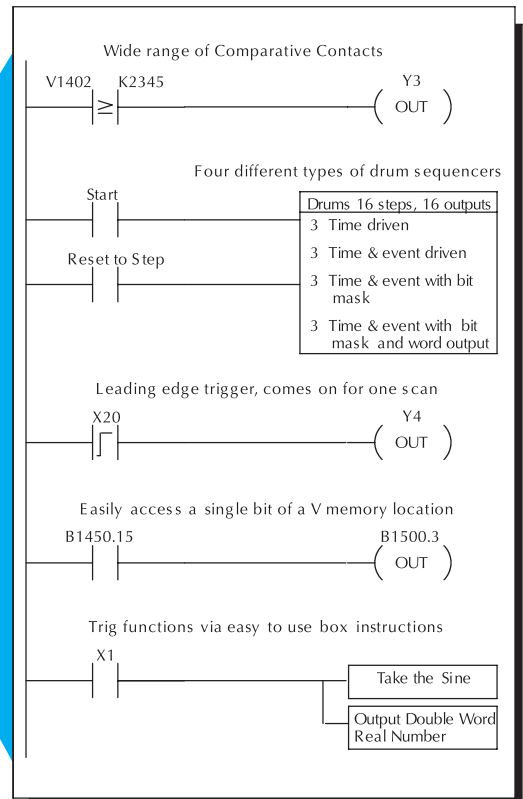 Wide range of Comparative Contacts
V1402 K2345 Y3
≥ OUT
Four different types of drum sequencers
Start
Drums 16 steps, 16 outputs
3 Time driven
3 Time & event driven
Reset to Step
3 Time & event with bit
mask
3 Time & event with bit
mask and word output
Leading edge trigger, comes on for one scan
X20 Y4
OUT
Easily access a single bit of a V memory location
B1450.15 B1500.3
OUT
Trig functions via easy to use box instructions
X1
Take the Sine
Output Double Word
Real Number